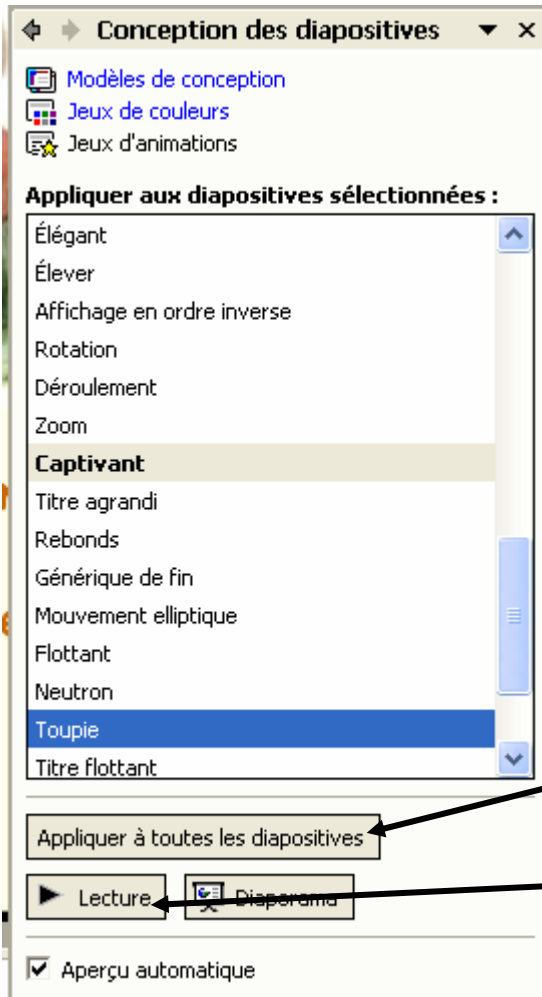 Conception des diapositives
Modèles de conception
Jeux de couleurs
Jeux d'animations
Appliquer aux diapositives sélectionnées :
Élégant
Élever
Affichage en ordre inverse
Rotation
Déroulement
Zoom
Captivant
Titre agrandi
Rebonds
Générique de fin
Mouvement elliptique
Flottant
Neutron
Toupie
Titre flottant
Appliquer à toutes les diapositives
Lecture Diaporama
Aperçu automatique